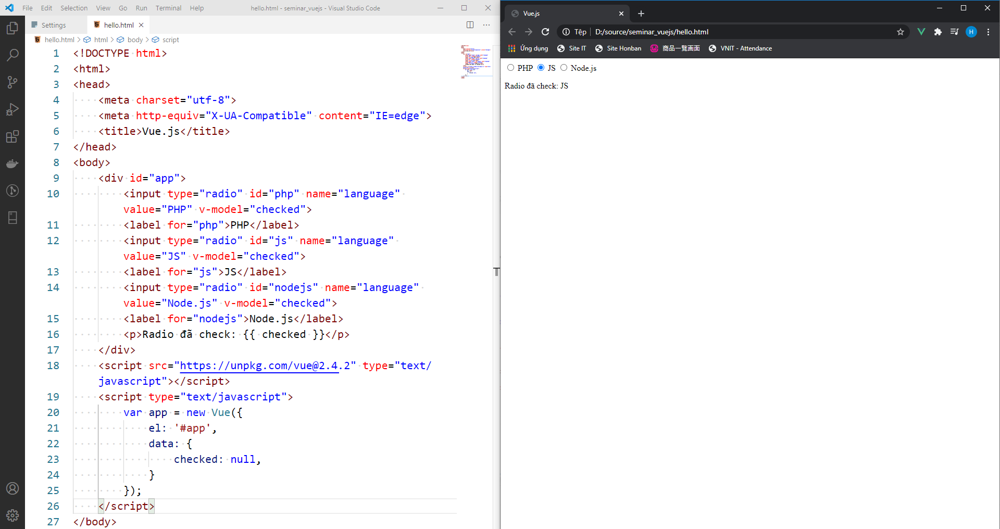 File Edit Selection View Go Run Terminal Help hello.html - seminar_vuejs - Visual Studio Code
Settings hello.html
hello.html > html > body > script
1 <!DOCTYPE html>
2 <html>
3 <head>
4 <meta charset="utf-8">
5 <meta http-equiv="X-UA-Compatible" content="IE=edge">
6 <title>Vue.js</title>
7 </head>
8 <body>
9 <div id="app">
10 <input type="radio" id="php" name="language"
value="PHP" v-model="checked">
11 <label for="php">PHP</label>
12 <input type="radio" id="js" name="language"
value="JS" v-model="checked">
13 <label for="js">JS</label>
14 <input type="radio" id="nodejs" name="language"
value="Node.js" v-model="checked">
15 <label for="nodejs">Node.js</label>
16 <p>Radio đã check: {{ checked }}</p>
17 </div>
18 <script src="https://unpkg.com/vue@2.4.2" type="text/
javascript"></script>
19 <script type="text/javascript">
20 var app = new Vue({
21 el: '#app',
22 data: {
23 checked: null,
24 }
25 });
26 </script>
27 </body>
Vue.js
Tệp D:/source/seminar_vuejs/hello.html H
Ứng dụng Site IT Site Honban 商品一覧画面 VNIT - Attendance
PHP JS Node.js
Radio đã check: JS